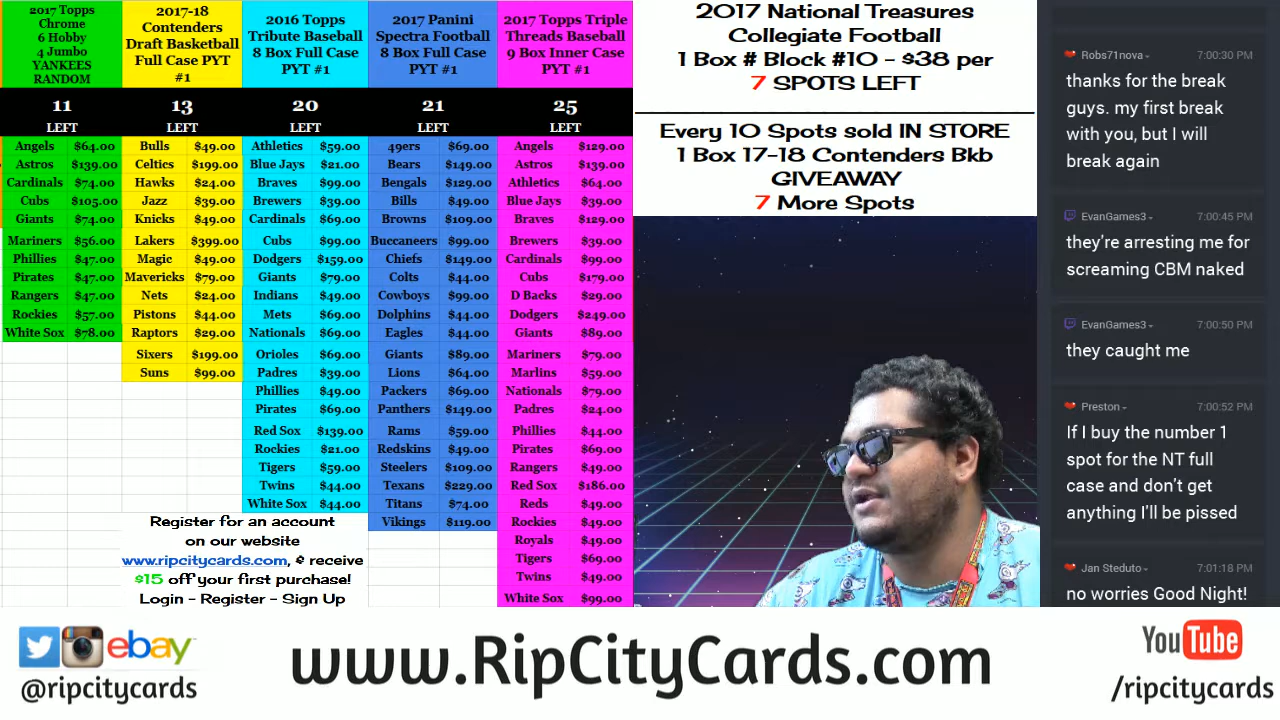 2017 Topps
Chrome
6 Hobby
4 Jumbo
YANKEES
RANDOM
11
LEFT
Angels $64.00
Astros $139.00
Cardinals $74.00
Cubs $105.00
Giants $74.00
Mariners $56.00
Phillies $47.00
Pirates $47.00
Rangers $47.00
Rockies $57.00
White Sox $78.00
2017-18
Contenders
Draft Basketball
Full Case PYT
#1
13
LEFT
Bulls $49.00
Celtics $199.00
Hawks $24.00
Jazz $39.00
Knicks $49.00
Lakers $399.00
Magic $49.00
Mavericks $79.00
Nets $24.00
Pistons $44.00
Raptors $29.00
Sixers $199.00
Suns $99.00
2016 Topps
Tribute Baseball
8 Box Full Case
PYT #1
20
LEFT
Athletics $59.00
Blue Jays $21.00
Braves $99.00
Brewers $39.00
Cardinals $69.00
Cubs $99.00
Dodgers $159.00
Giants $79.00
Indians $49.00
Mets $69.00
Nationals $69.00
Orioles $69.00
Padres $39.00
Phillies $49.00
Pirates $69.00
Red Sox $139.00
Rockies $21.00
Tigers $59.00
Twins $44.00
White Sox $44.00
2017 Panini
Spectra Football
8 Box Full Case
PYT #1
21
LEFT
49ers $69.00
Bears $149.00
Bengals $129.00
Bills $49.00
Browns $109.00
Buccaneers $99.00
Chiefs $149.00
Colts $44.00
Cowboys $99.00
Dolphins $44.00
Eagles $44.00
Giants $89.00
Lions $64.00
Packers $69.00
Panthers $149.00
Rams $59.00
Redskins $49.00
Steelers $109.00
Texans $229.00
Titans $74.00
Vikings $119.00
2017 Topps Triple
Threads Baseball
9 Box Inner Case
PYT #1
25
LEFT
Angels $129.00
Astros $139.00
Athletics $64.00
Blue Jays $39.00
Braves $129.00
Brewers $39.00
Cardinals $99.00
Cubs $179.00
D Backs $29.00
Dodgers $249.00
Giants $89.00
Mariners $79.00
Marlins $59.00
Nationals $79.00
Padres $24.00
Phillies $44.00
Pirates $69.00
Rangers $49.00
Red Sox $186.00
Reds $49.00
Rockies $49.00
Royals $49.00
Tigers $69.00
Twins $49.00
White Sox $99.00
Register for an account
on our website
www.ripcitycards.com, & receive
$15 off your first purchase!
Login - Register - Sign Up
2017 National Treasures
Collegiate Football
1 Box # Block #10 - $38 per
7 SPOTS LEFT
Every 10 Spots sold IN STORE
1 Box 17-18 Contenders Bkb
GIVEAWAY
7 More Spots
Robs71nova 7:00:30 PM
thanks for the break
guys. my first break
with you, but I will
break again
EvanGames3 7:00:45 PM
they're arresting me for
screaming CBM naked
EvanGames3 7:00:50 PM
they caught me
Preston 7:00:52 PM
If I buy the number 1
spot for the NT full
case and don't get
anything I'll be pissed
Jan Steduto 7:01:18 PM
no worries Good Night!
ebay
@ripcitycards
www.RipCityCards.com
YouTube
/ripcitycards